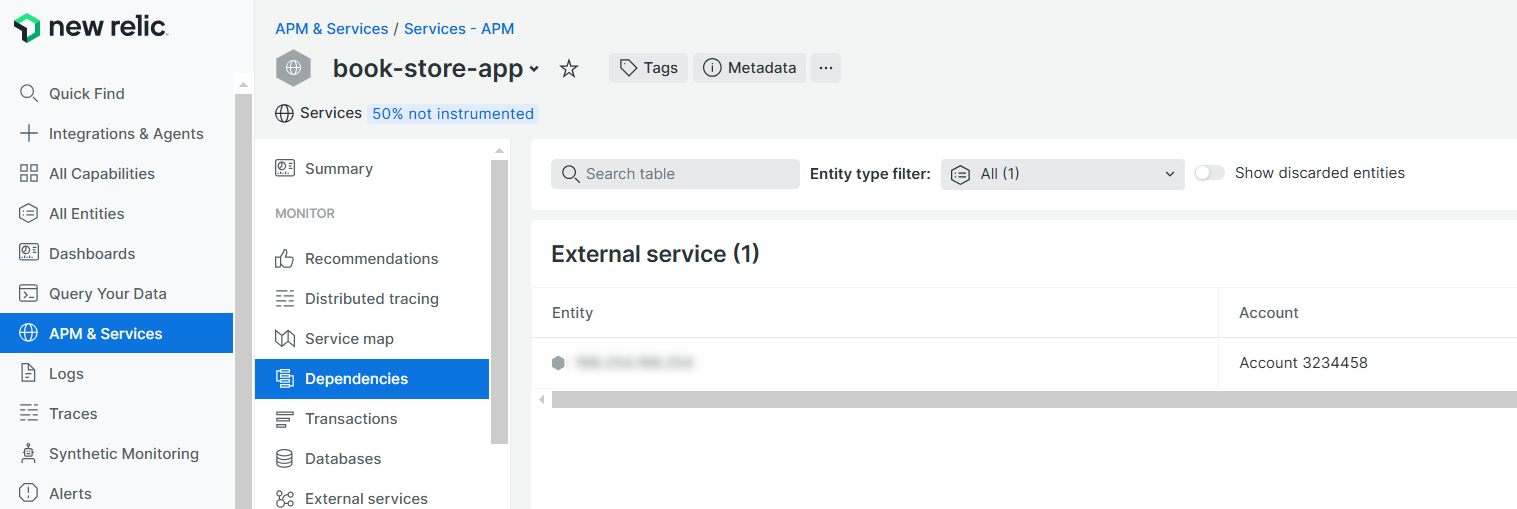 new relic.
Quick Find
Integrations & Agents
All Capabilities
All Entities
Dashboards
Query Your Data
APM & Services
Logs
Traces
Synthetic Monitoring
Alerts
APM & Services / Services - APM
book-store-app
Tags
Metadata
...
Services 50% not instrumented
Summary
MONITOR
Recommendations
Distributed tracing
Service map
Dependencies
Transactions
Databases
External services
Search table
Entity type filter:
All (1)
Show discarded entities
External service (1)
Entity Account
Account 3234458